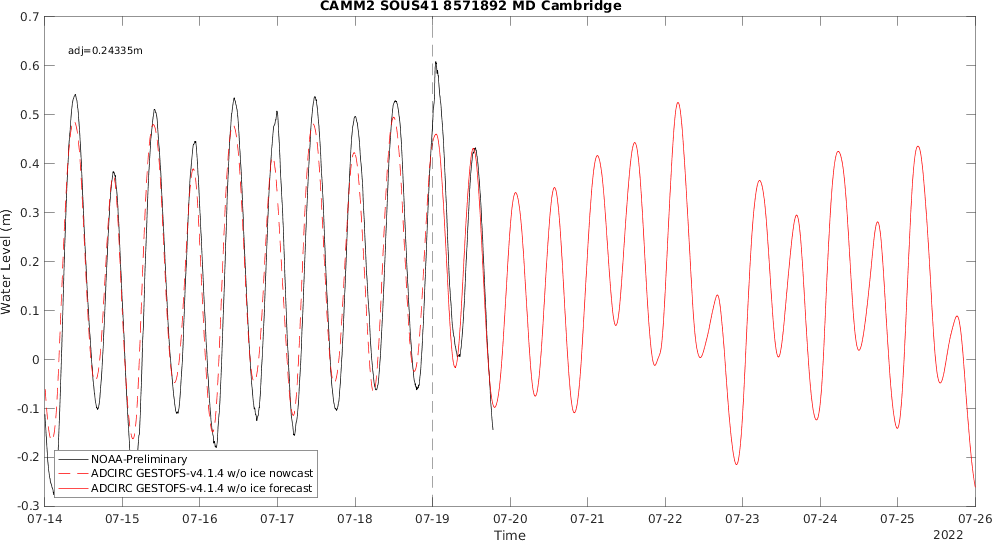 CAMM2 SOUS41 8571892 MD Cambridge
adj=0.24335m
0.7
0.6
0.5
0.4
0.3
0.2
0.1
0
-0.1
-0.2
-0.3
Water Level (m)
NOAA-Preliminary
ADCIRC GESTOFS-v4.1.4 w/o ice nowcast
ADCIRC GESTOFS-v4.1.4 w/o ice forecast
07-14 07-15 07-16 07-17 07-18 07-19 07-20 07-21 07-22 07-23 07-24 07-25 07-26
Time
2022